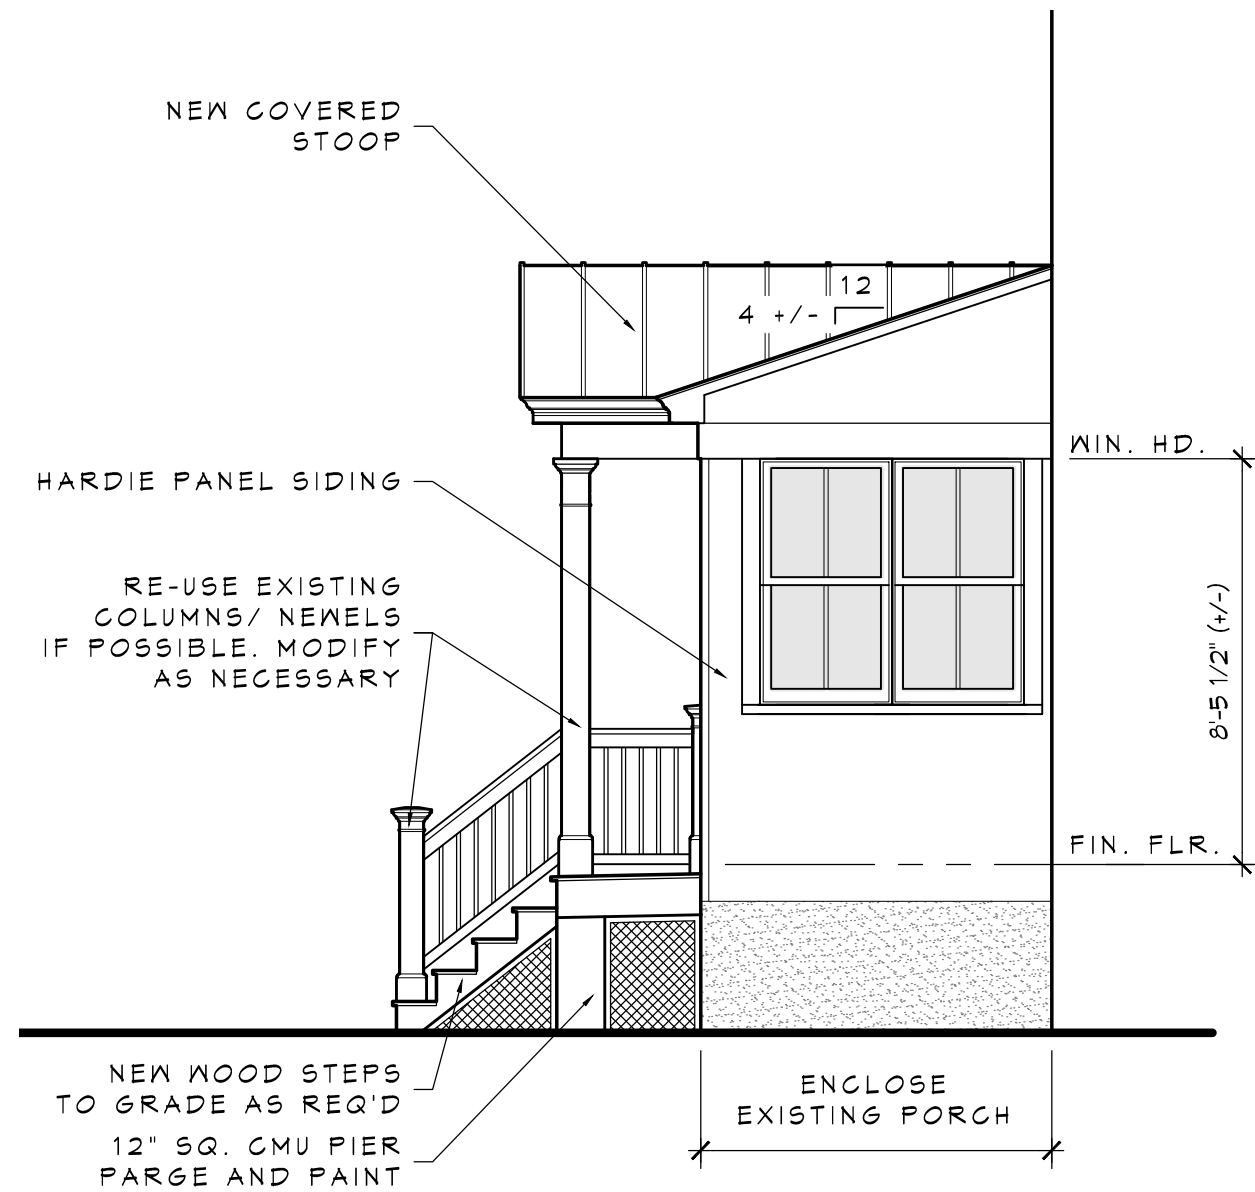 NEW COVERED
STOOP
12
4 +/-
WIN. HD.
HARDIE PANEL SIDING
RE-USE EXISTING
COLUMNS/ NEWELS
IF POSSIBLE. MODIFY
AS NECESSARY
8'-5 1/2" (+/-)
FIN. FLR.
NEW WOOD STEPS
TO GRADE AS REQ'D
12" SQ. CMU PIER
PARGE AND PAINT
ENCLOSE
EXISTING PORCH